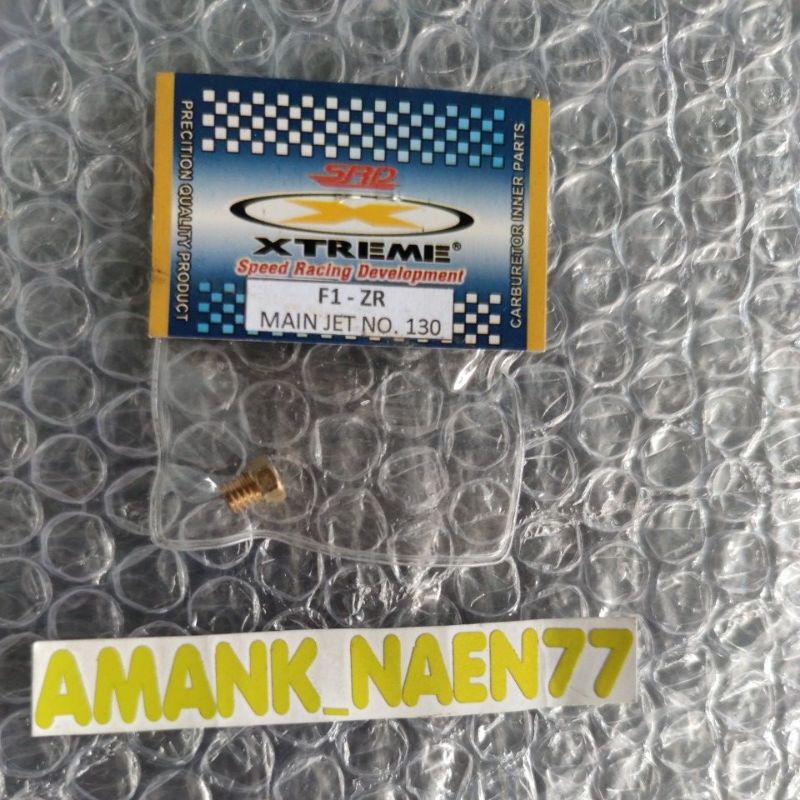 PRECITION QUALITY PRODUCT
SRD
XTREME®
Speed Racing Development
F1 - ZR
MAIN JET NO. 130
CARBURETOR INNER PARTS
AMANK_NAEN77